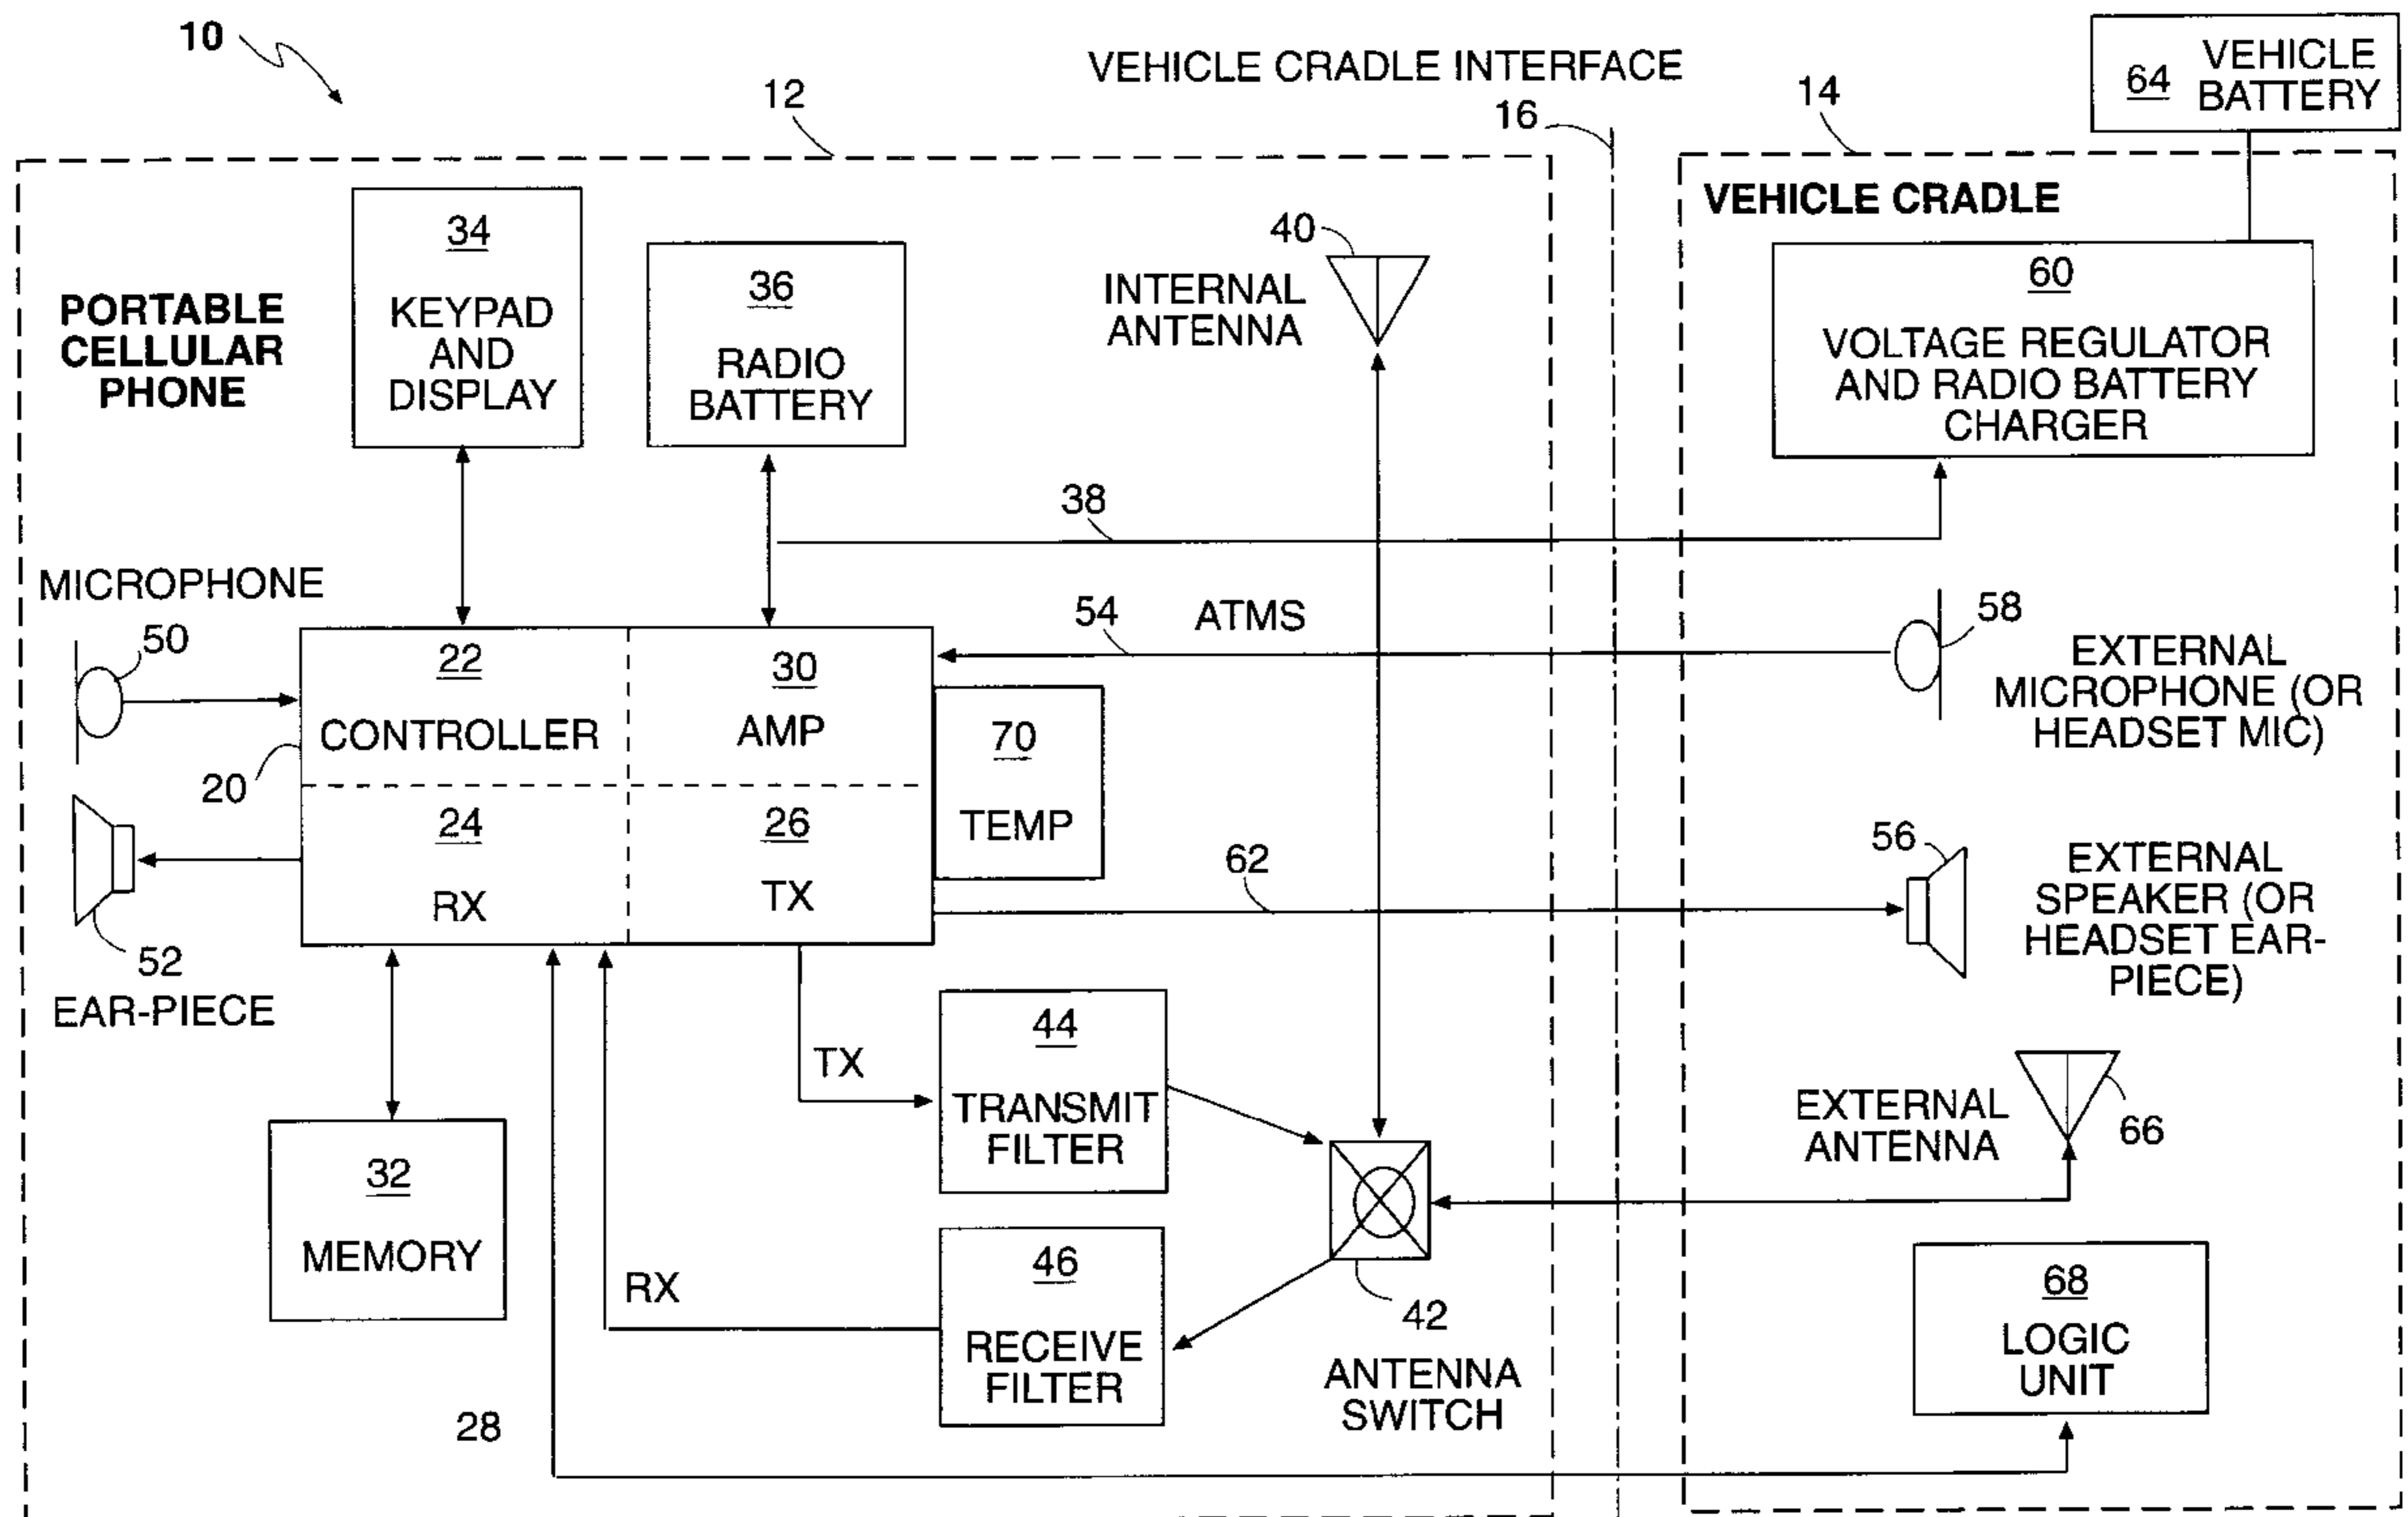 10
VEHICLE CRADLE INTERFACE
12
16
14
64
VEHICLE
BATTERY
VEHICLE CRADLE
PORTABLE
CELLULAR
PHONE
34
KEYPAD
AND
DISPLAY
36
RADIO
BATTERY
40
INTERNAL
ANTENNA
60
VOLTAGE REGULATOR
AND RADIO BATTERY
CHARGER
38
MICROPHONE
50
54
ATMS
58
EXTERNAL
MICROPHONE (OR
HEADSET MIC)
22
CONTROLLER
30
AMP
70
TEMP
20
24
RX
26
TX
62
56
EXTERNAL
SPEAKER (OR
HEADSET EAR-
PIECE)
52
EAR-PIECE
TX
44
TRANSMIT
FILTER
EXTERNAL
ANTENNA
66
32
MEMORY
RX
46
RECEIVE
FILTER
42
ANTENNA
SWITCH
68
LOGIC
UNIT
28